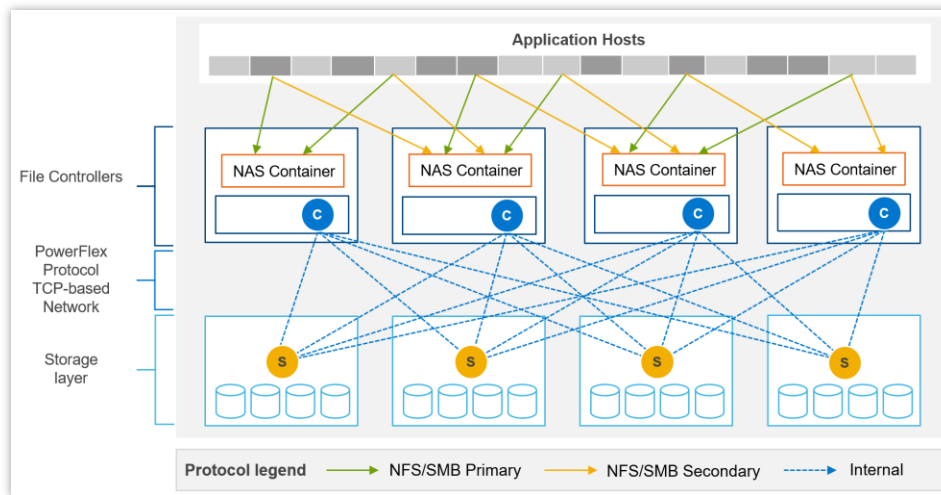 Application Hosts
File Controllers
NAS Container
NAS Container
NAS Container
NAS Container
C
C
C
C
PowerFlex
Protocol
TCP-based
Network
Storage
layer
S
S
S
S
Protocol legend
NFS/SMB Primary
NFS/SMB Secondary
Internal